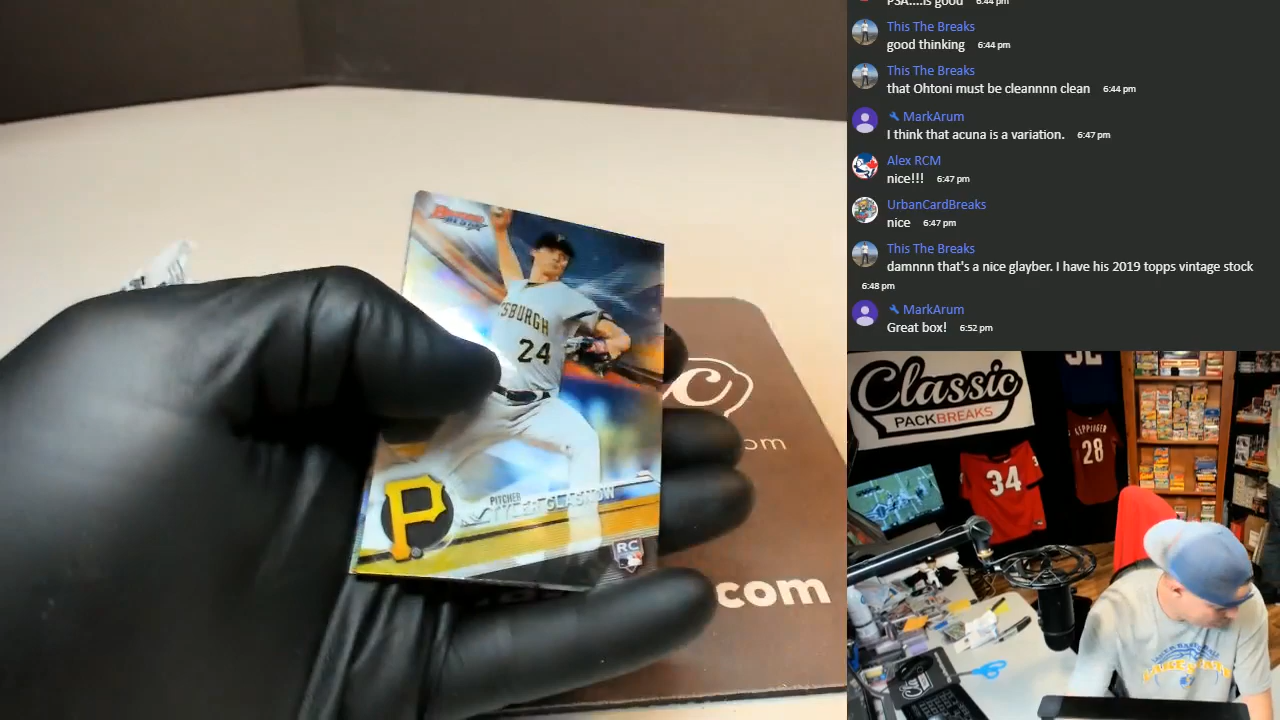 PSA....is good 6:44 pm
This The Breaks
good thinking 6:44 pm
This The Breaks
that Ohtoni must be cleannnn clean 6:44 pm
MarkArum
I think that acuna is a variation. 6:47 pm
Alex RCM
nice!!! 6:47 pm
UrbanCardBreaks
nice 6:47 pm
This The Breaks
damnnn that's a nice glayber. I have his 2019 topps vintage stock
6:48 pm
MarkArum
Great box! 6:52 pm
SBURGH
24
P
PITCHER
TYLER GLASNOW
RC
om
.com
Classic
PACKBREAKS
34
KEPPINGER
28